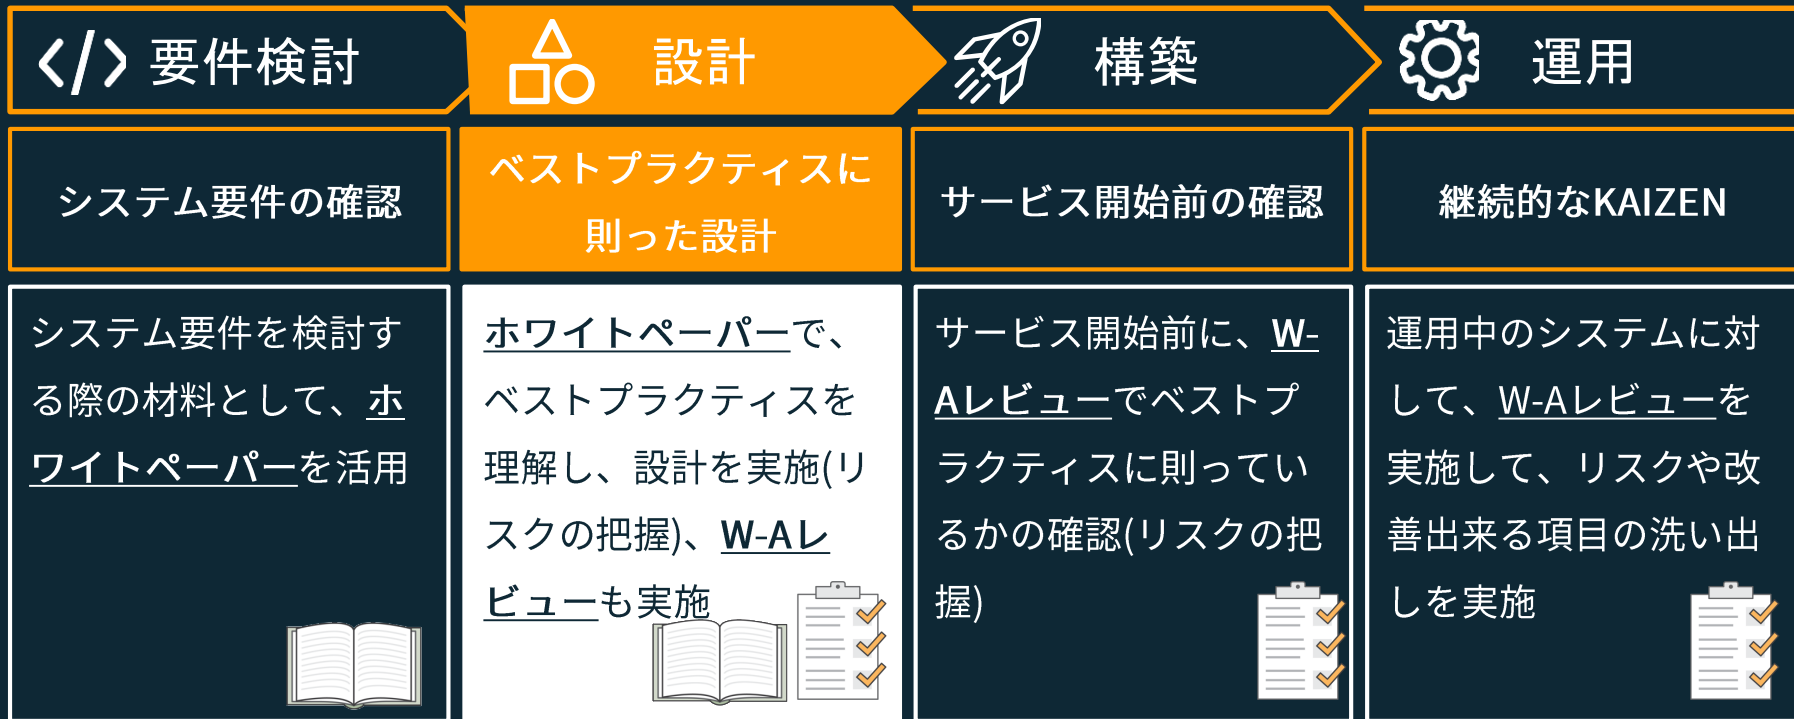 要件検討
設計
構築
運用
システム要件の確認
ベストプラクティスに
則った設計
サービス開始前の確認
継続的なKAIZEN
システム要件を検討す
る際の材料として、ホ
ワイトペーパーを活用
ホワイトペーパーで、
ベストプラクティスを
理解し、設計を実施(リ
スクの把握)、W-Aレ
ビューも実施
サービス開始前に、W-
Aレビューでベストプ
ラクティスに則ってい
るかの確認(リスクの把
握)
運用中のシステムに対
して、W-Aレビューを
実施して、リスクや改
善出来る項目の洗い出
しを実施